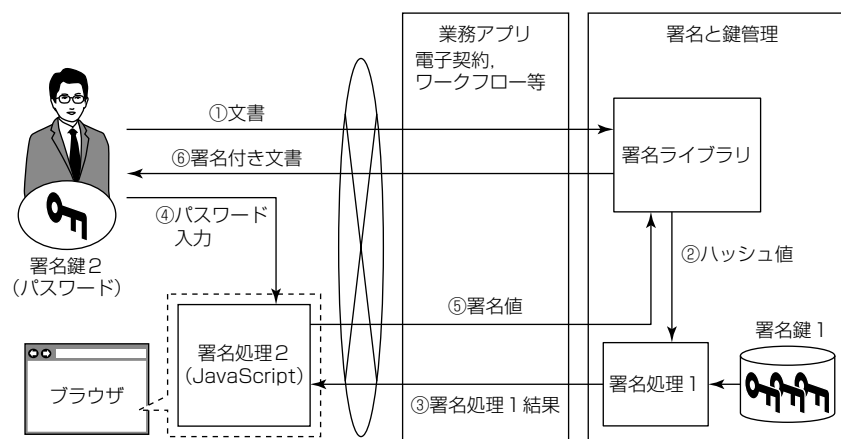 業務アプリ
電子契約,
ワークフロー等
署名と鍵管理
①文書
⑥署名付き文書
署名ライブラリ
④パスワード
入力
署名鍵2
(パスワード)
②ハッシュ値
⑤署名値
署名鍵1
署名処理2
(JavaScript)
ブラウザ
署名処理1
③署名処理1結果